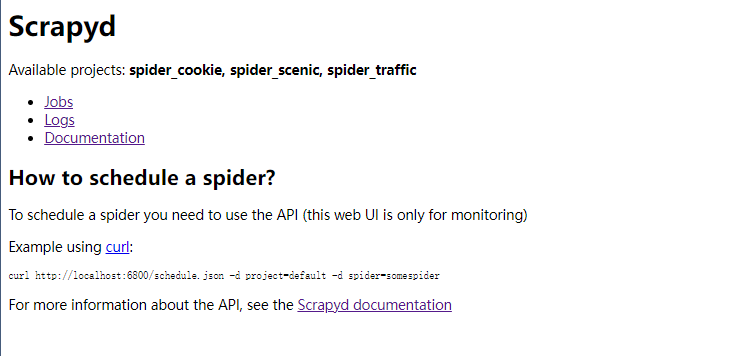 Scrapyd
Available projects: spider_cookie, spider_scenic, spider_traffic
Jobs
Logs
Documentation
How to schedule a spider?
To schedule a spider you need to use the API (this web UI is only for monitoring)
Example using curl:
curl http://localhost:6800/schedule.json -d project=default -d spider=somespider
For more information about the API, see the Scrapyd documentation